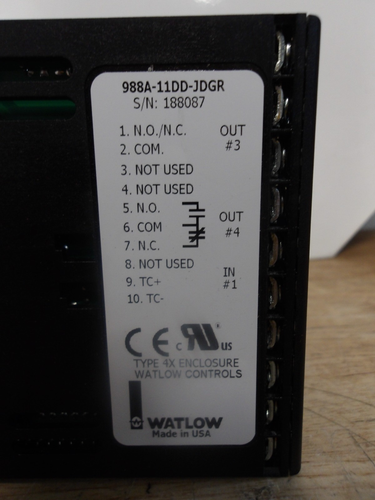 988A-11DD-JDGR
S/N: 188087
1. N.O./N.C. OUT
2. COM. #3
3. NOT USED
4. NOT USED
5. N.O. OUT
6. COM #4
7. N.C.
8. NOT USED IN
9. TC+ #1
10. TC-
CE c RU us
TYPE 4X ENCLOSURE
WATLOW CONTROLS
WATLOW
Made in USA